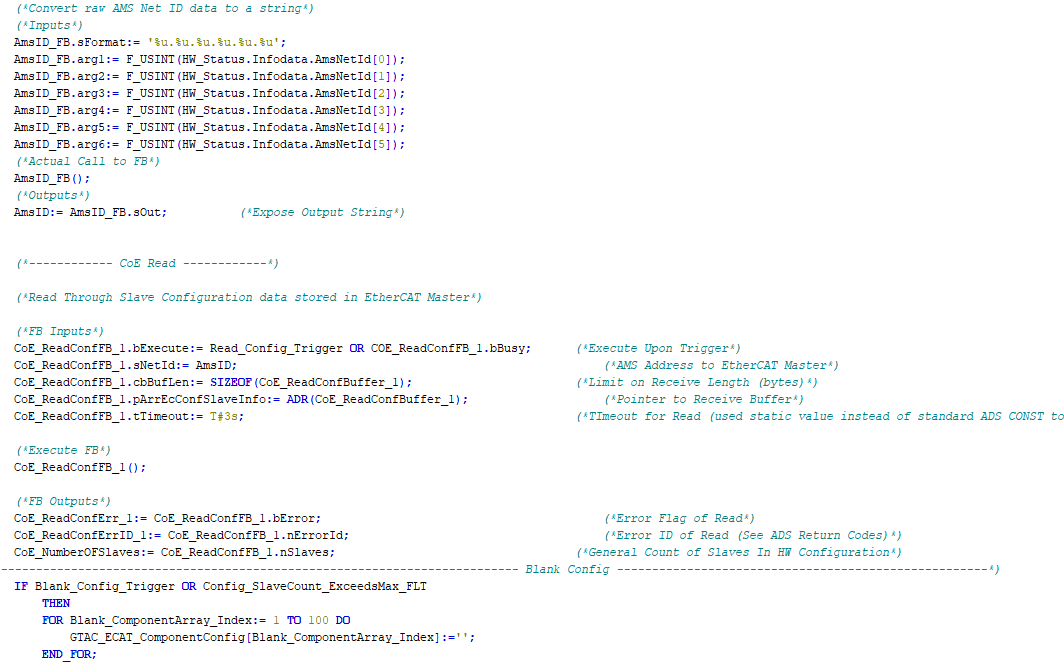 (*Convert raw AMS Net ID data to a string*)
(*Inputs*)
AmsID_FB.sFormat:= '%u.%u.%u.%u.%u.%u';
AmsID_FB.arg1:= F_USINT(HW_Status.Infodata.AmsNetId[0]);
AmsID_FB.arg2:= F_USINT(HW_Status.Infodata.AmsNetId[1]);
AmsID_FB.arg3:= F_USINT(HW_Status.Infodata.AmsNetId[2]);
AmsID_FB.arg4:= F_USINT(HW_Status.Infodata.AmsNetId[3]);
AmsID_FB.arg5:= F_USINT(HW_Status.Infodata.AmsNetId[4]);
AmsID_FB.arg6:= F_USINT(HW_Status.Infodata.AmsNetId[5]);
(*Actual Call to FB*)
AmsID_FB();
(*Outputs*)
AmsID:= AmsID_FB.sOut; (*Expose Output String*)
(*------------ CoE Read ------------*)
(*Read Through Slave Configuration data stored in EtherCAT Master*)
(*FB Inputs*)
CoE_ReadConfFB_1.bExecute:= Read_Config_Trigger OR COE_ReadConfFB_1.bBusy; (*Execute Upon Trigger*)
CoE_ReadConfFB_1.sNetId:= AmsID; (*AMS Address to EtherCAT Master*)
CoE_ReadConfFB_1.cbBufLen:= SIZEOF(CoE_ReadConfBuffer_1); (*Limit on Receive Length (bytes)*)
CoE_ReadConfFB_1.pArrEcConfSlaveInfo:= ADR(CoE_ReadConfBuffer_1); (*Pointer to Receive Buffer*)
CoE_ReadConfFB_1.tTimeout:= T#3s; (*TImeout for Read (used static value instead of standard ADS CONST to
(*Execute FB*)
CoE_ReadConfFB_1();
(*FB Outputs*)
CoE_ReadConfErr_1:= CoE_ReadConfFB_1.bError; (*Error Flag of Read*)
CoE_ReadConfErrID_1:= CoE_ReadConfFB_1.nErrorId; (*Error ID of Read (See ADS Return Codes)*)
CoE_NumberOFSlaves:= CoE_ReadConfFB_1.nSlaves; (*General Count of Slaves In HW Configuration*)
-------------------------------------------------------------------------- Blank Config -----------------------------------------------------*)
IF Blank_Config_Trigger OR Config_SlaveCount_ExceedsMax_FLT
THEN
FOR Blank_ComponentArray_Index:= 1 TO 100 DO
GTAC_ECAT_ComponentConfig[Blank_ComponentArray_Index]:='';
END_FOR;